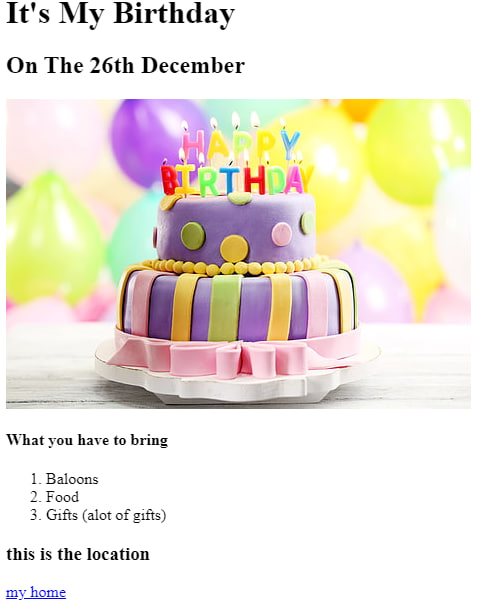 It's My Birthday
On The 26th December
HAPPY
BIRTHDAY
What you have to bring
1. Baloons
2. Food
3. Gifts (alot of gifts)
this is the location
my home